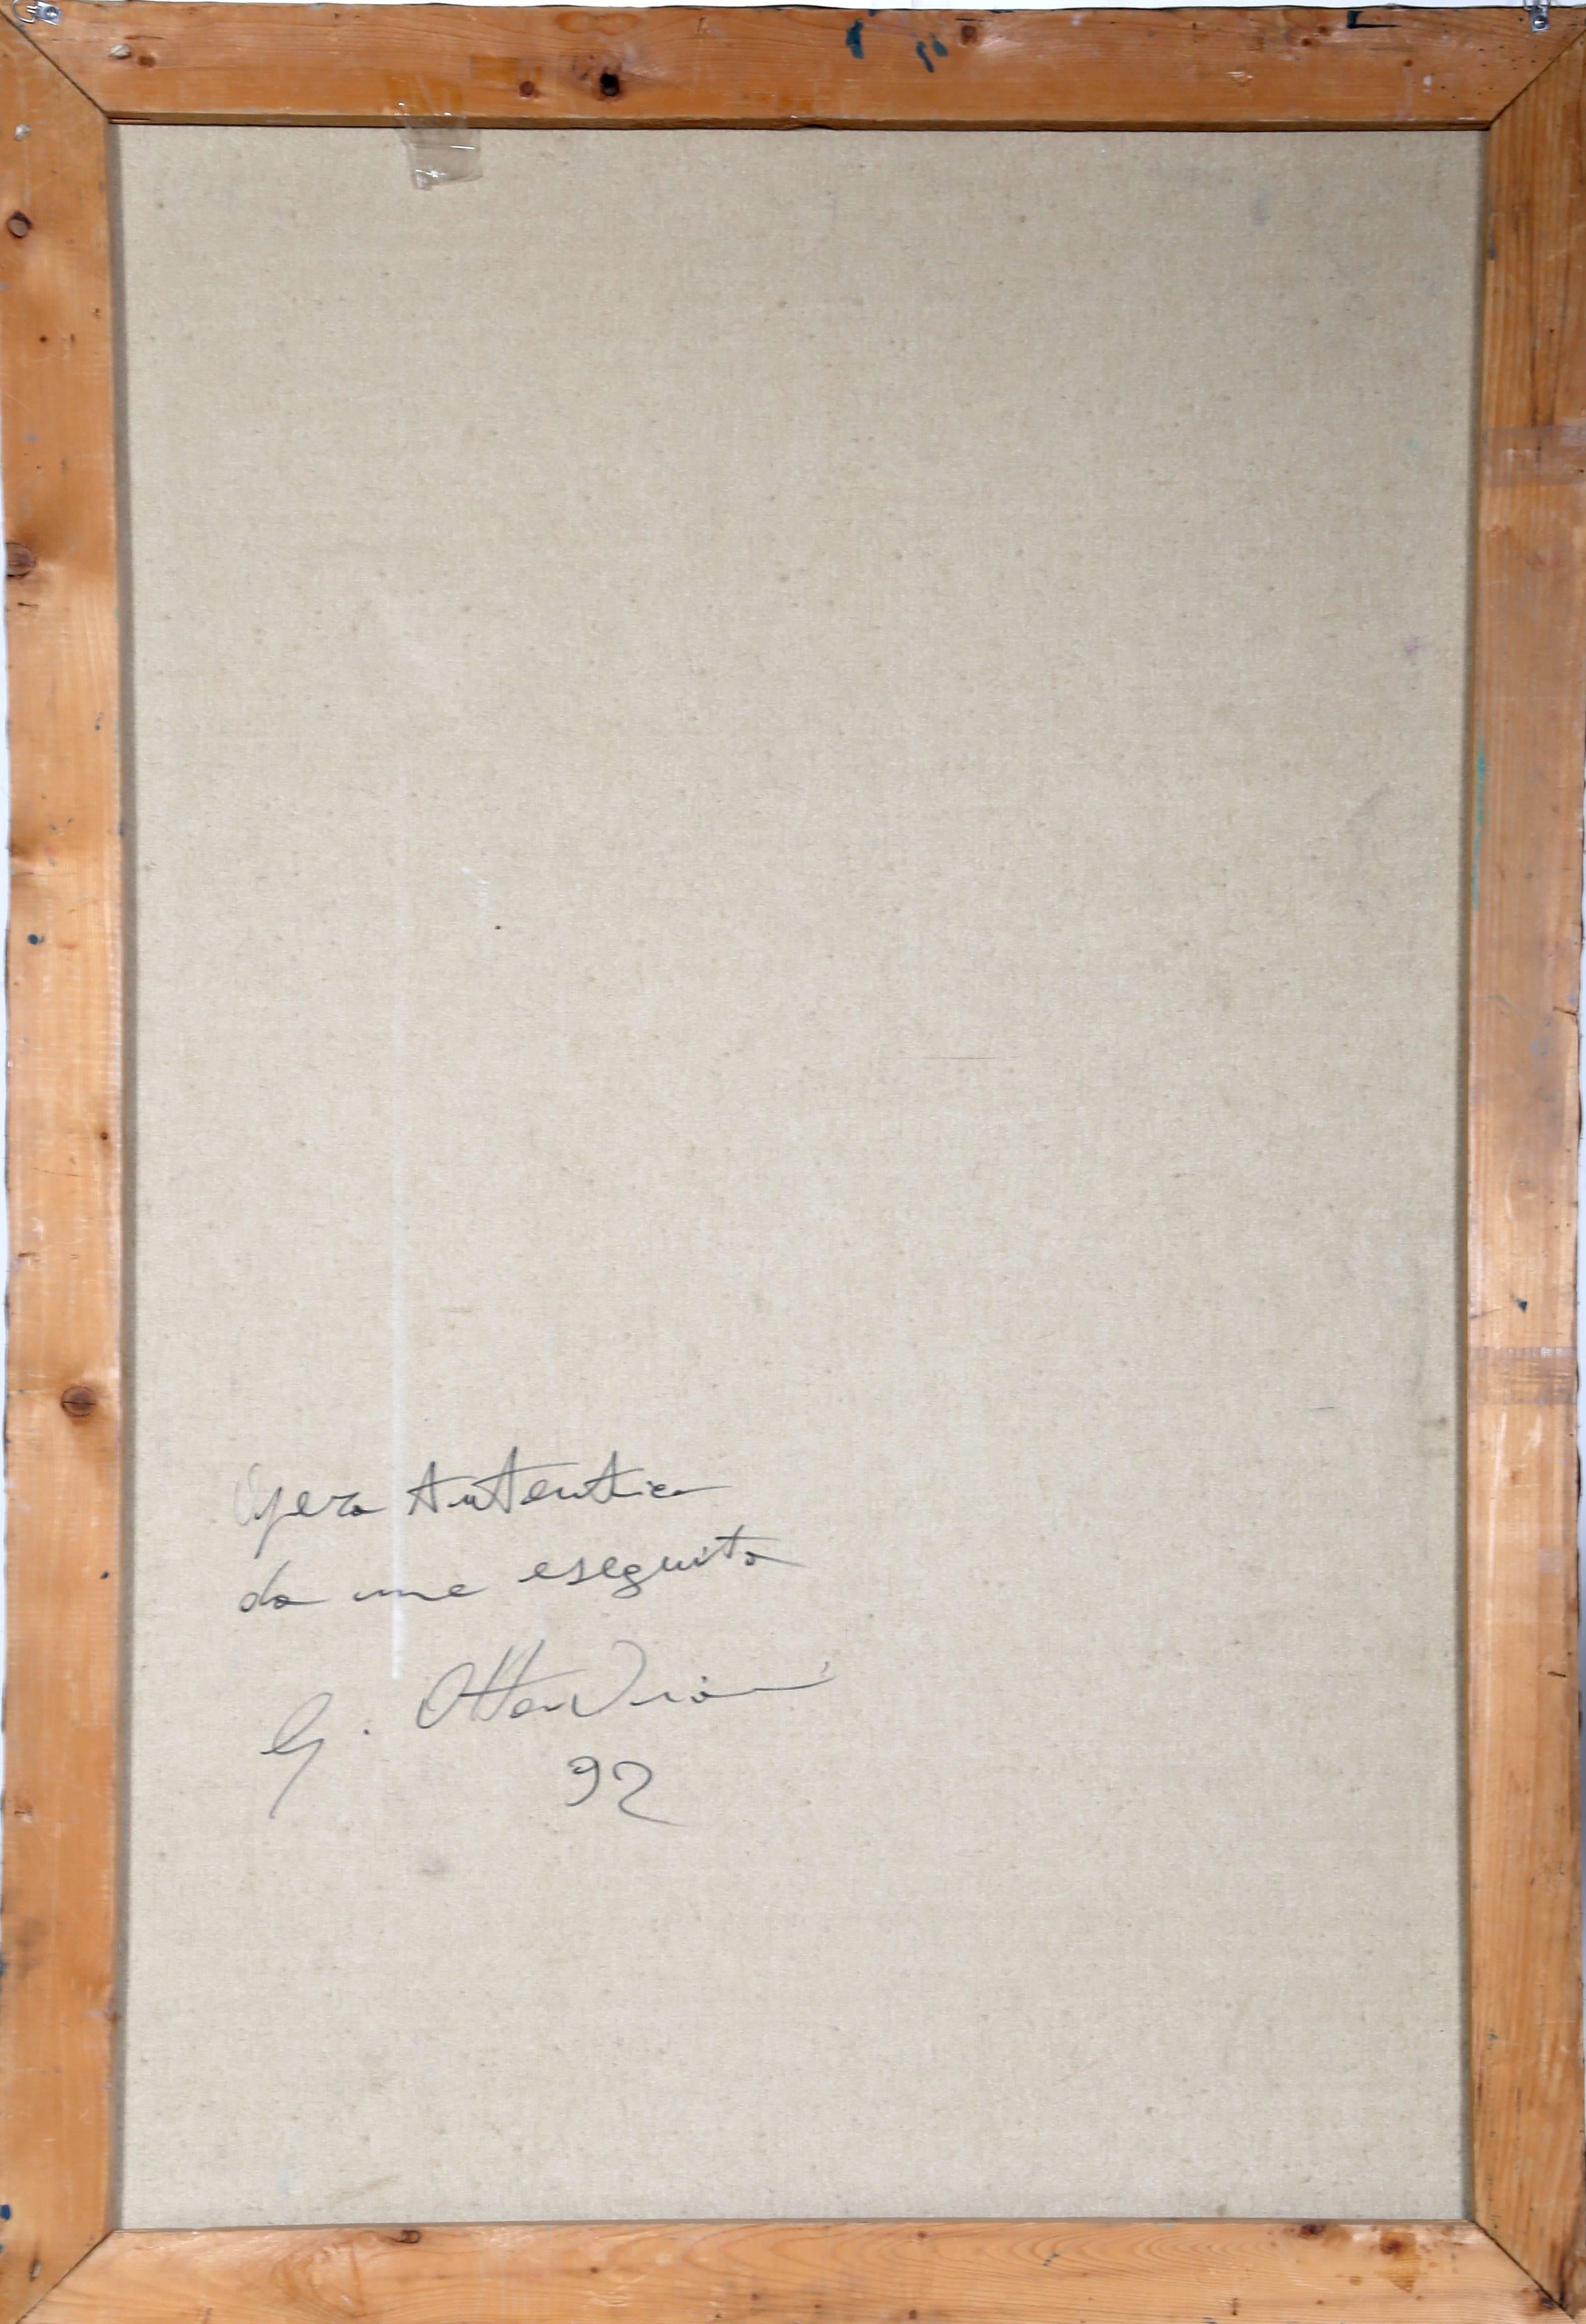 Opera Autentica
da me eseguita
G. Ottaviani
92